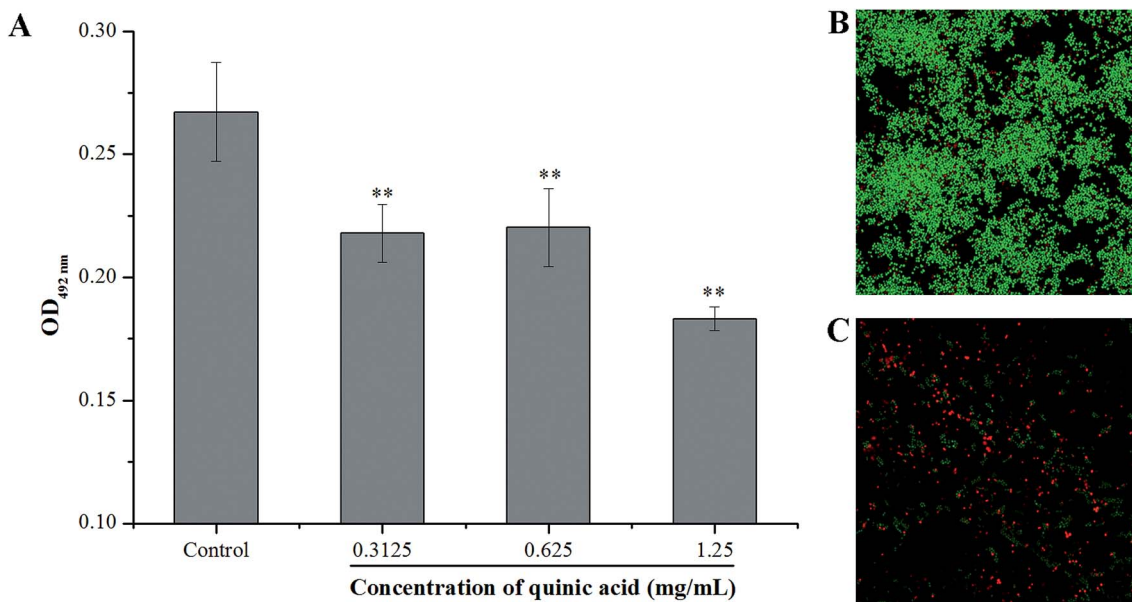 A
0.30
0.25
0.20
0.15
0.10
OD492 nm
**
**
**
Control
0.3125
0.625
1.25
Concentration of quinic acid (mg/mL)
B
C